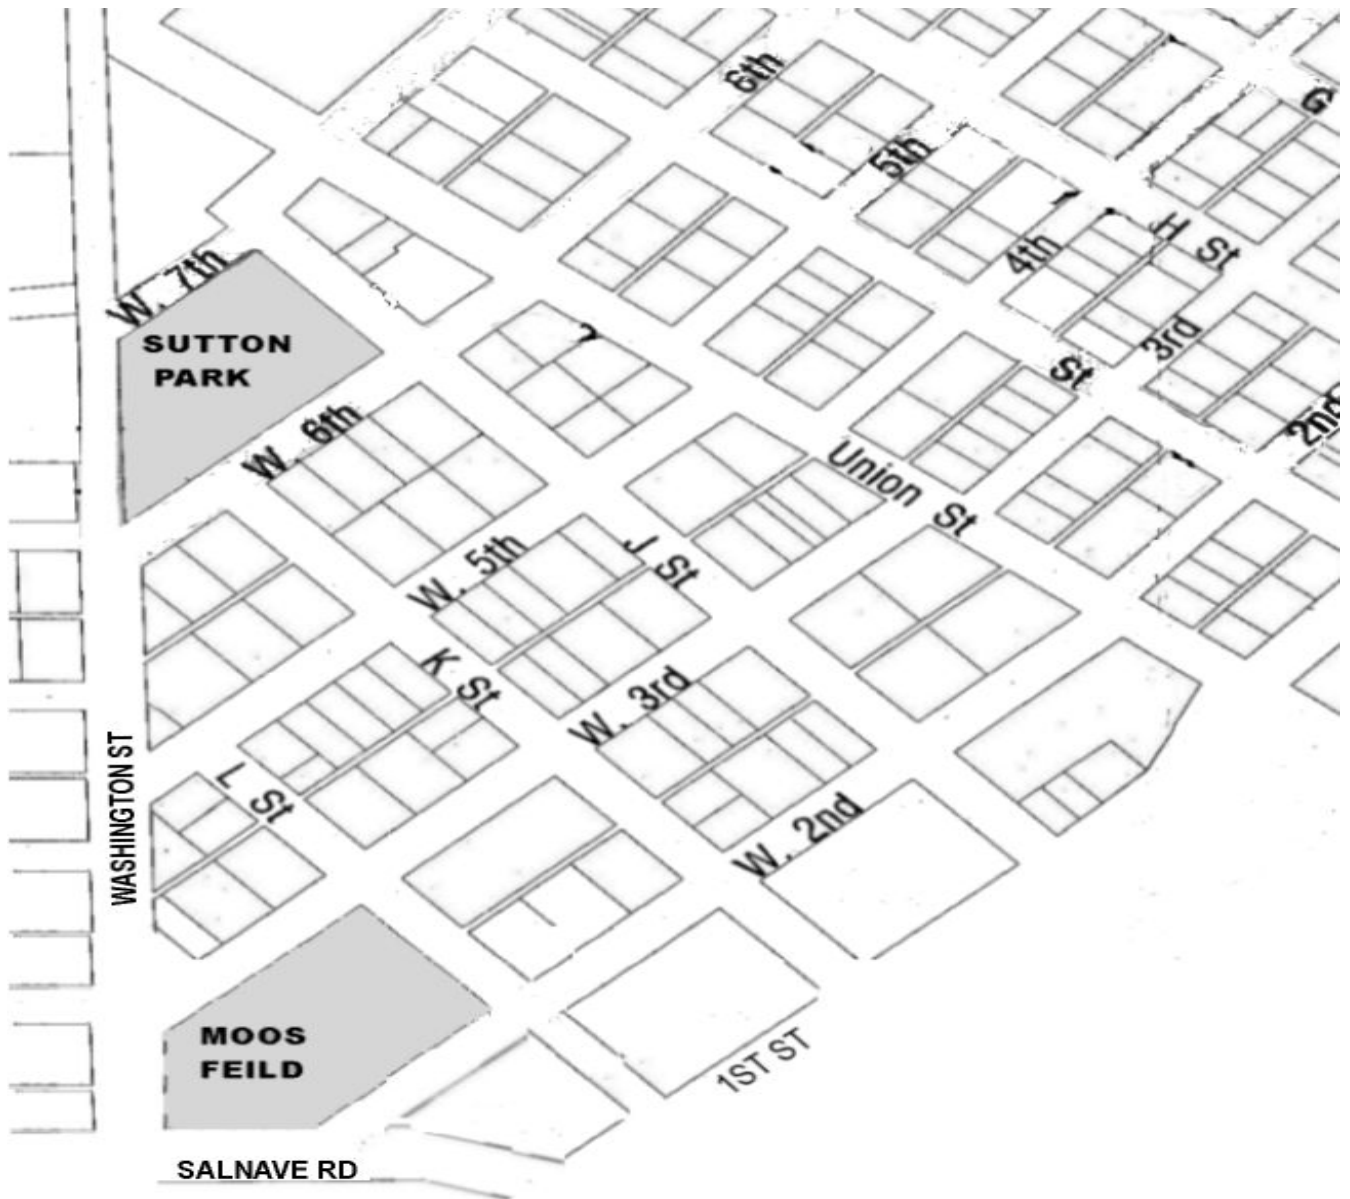 6th
G
5th
H St
4th
W. 7th
3rd
SUTTON
PARK
St
2nd
W. 6th
Union St
W. 5th
J St
K St
W. 3rd
WASHINGTON ST
L St
W. 2nd
MOOS
FEILD
1ST ST
SALNAVE RD